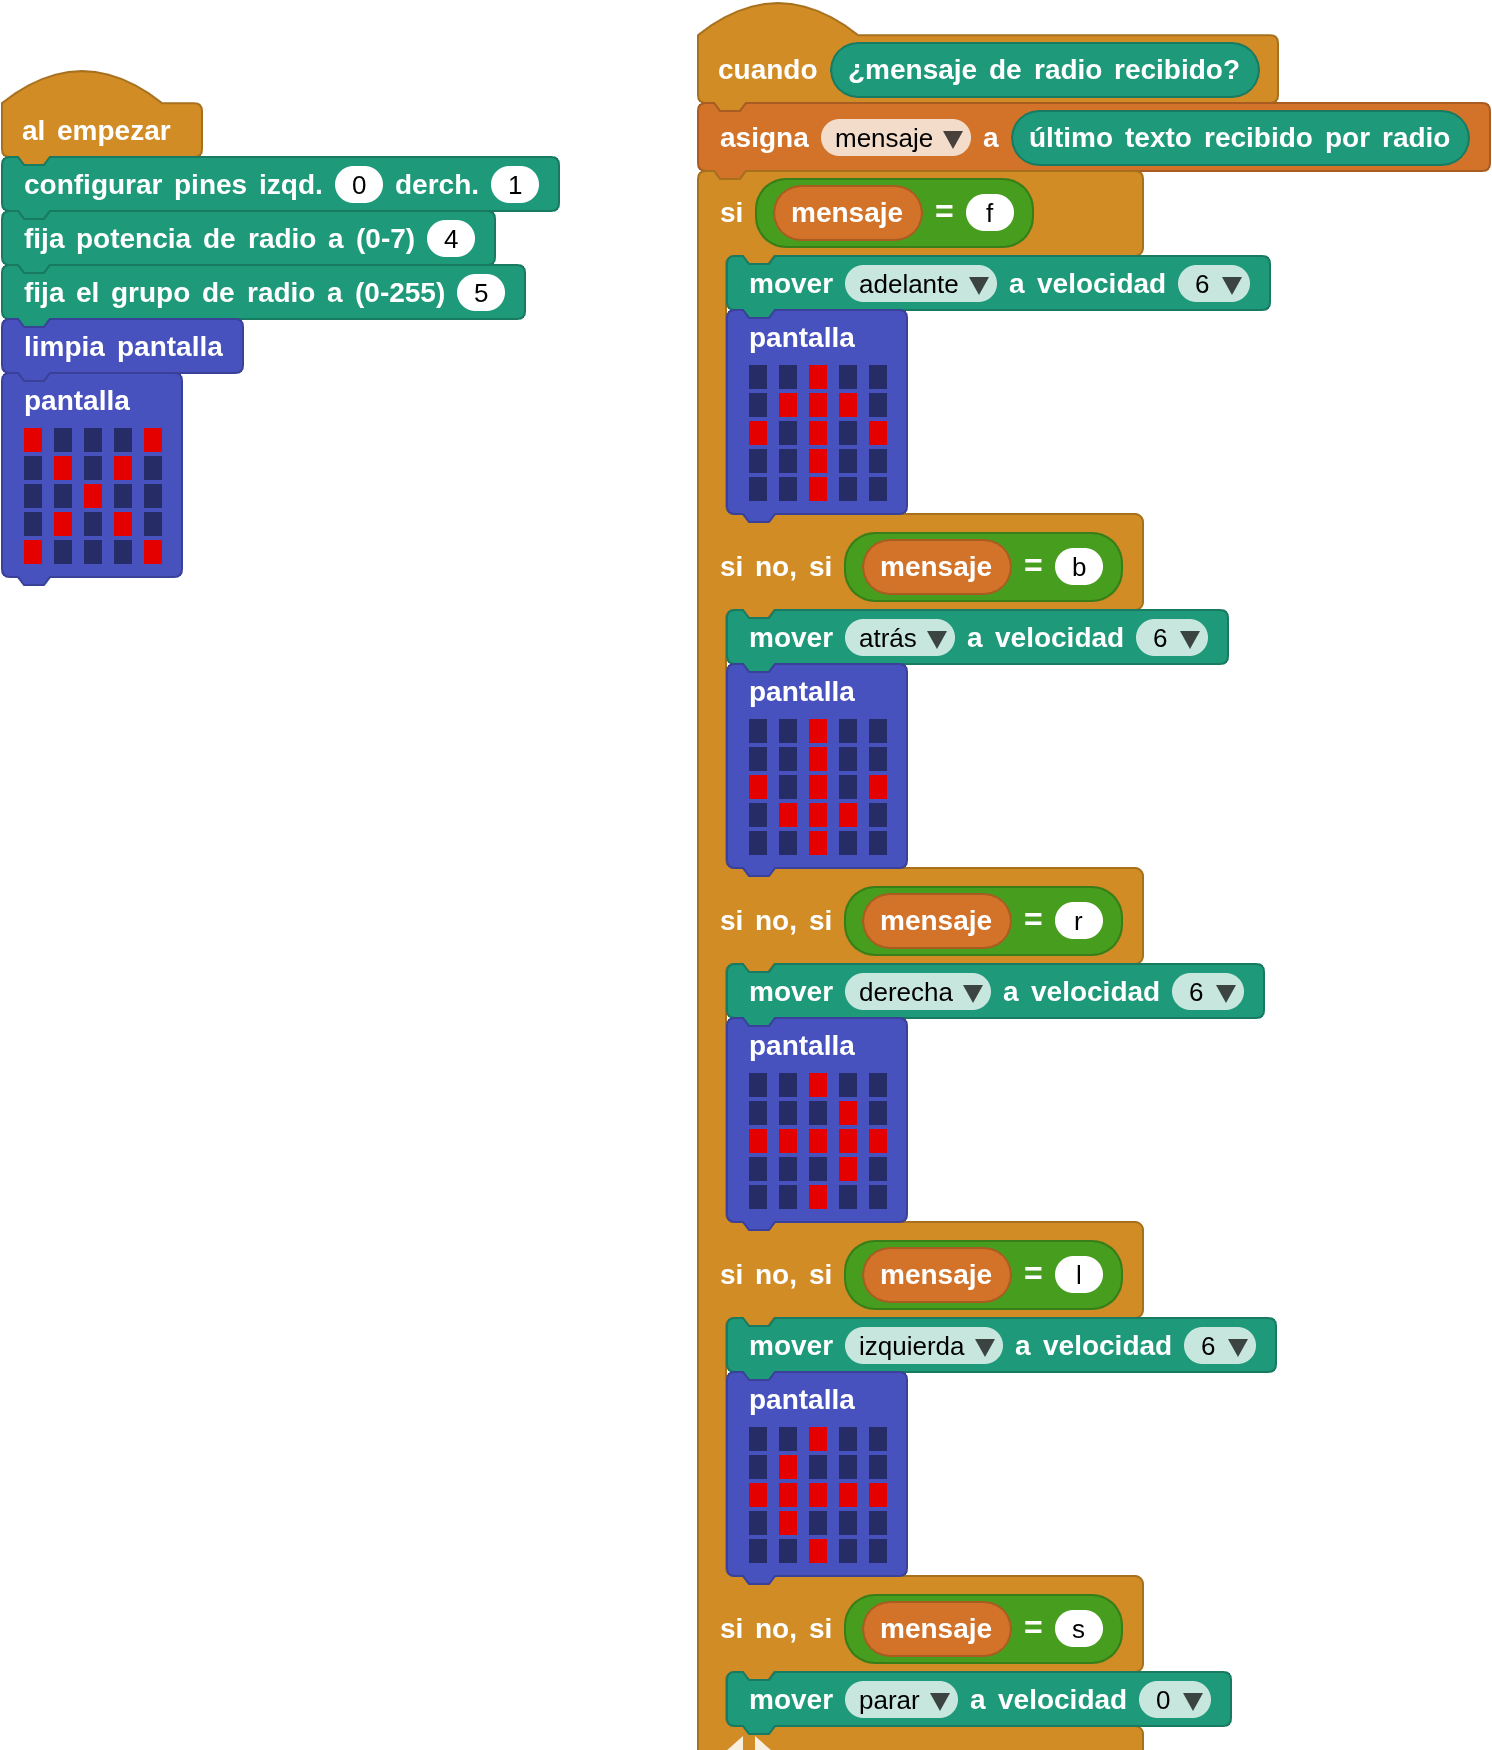 al empezar
configurar pines izqd. 0 derch. 1
fija potencia de radio a (0-7) 4
fija el grupo de radio a (0-255) 5
limpia pantalla
pantalla
cuando ¿mensaje de radio recibido?
asigna mensaje a último texto recibido por radio
si mensaje = f
mover adelante a velocidad 6
pantalla
si no, si mensaje = b
mover atrás a velocidad 6
pantalla
si no, si mensaje = r
mover derecha a velocidad 6
pantalla
si no, si mensaje = l
mover izquierda a velocidad 6
pantalla
si no, si mensaje = s
mover parar a velocidad 0